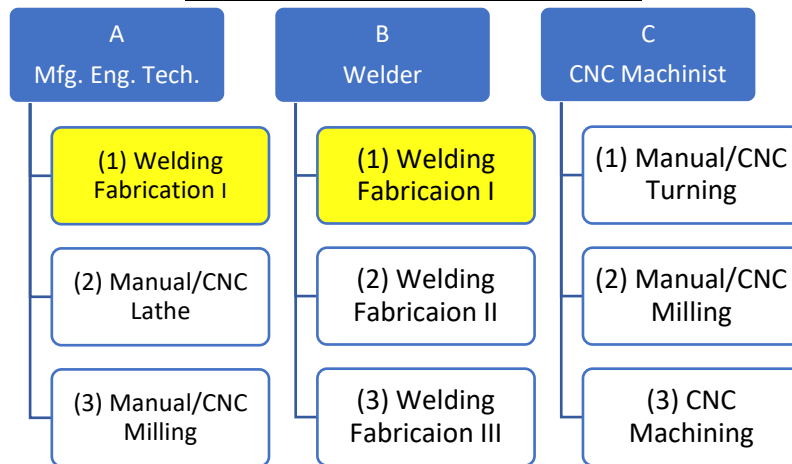 A
Mfg. Eng. Tech.
(1) Welding
Fabrication I
(2) Manual/CNC
Lathe
(3) Manual/CNC
Milling
B
Welder
(1) Welding
Fabricaion I
(2) Welding
Fabricaion II
(3) Welding
Fabricaion III
C
CNC Machinist
(1) Manual/CNC
Turning
(2) Manual/CNC
Milling
(3) CNC
Machining